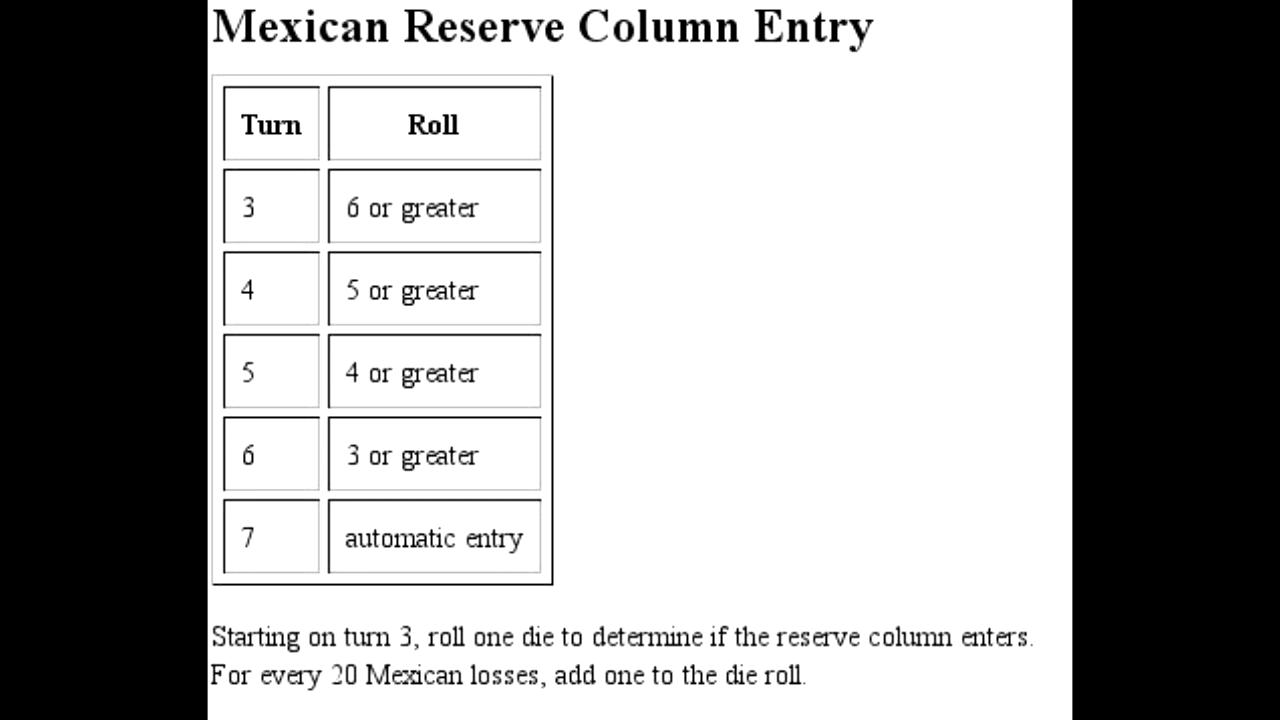 Mexican Reserve Column Entry
Turn Roll
3 6 or greater
4 5 or greater
5 4 or greater
6 3 or greater
7 automatic entry
Starting on turn 3, roll one die to determine if the reserve column enters.
For every 20 Mexican losses, add one to the die roll.